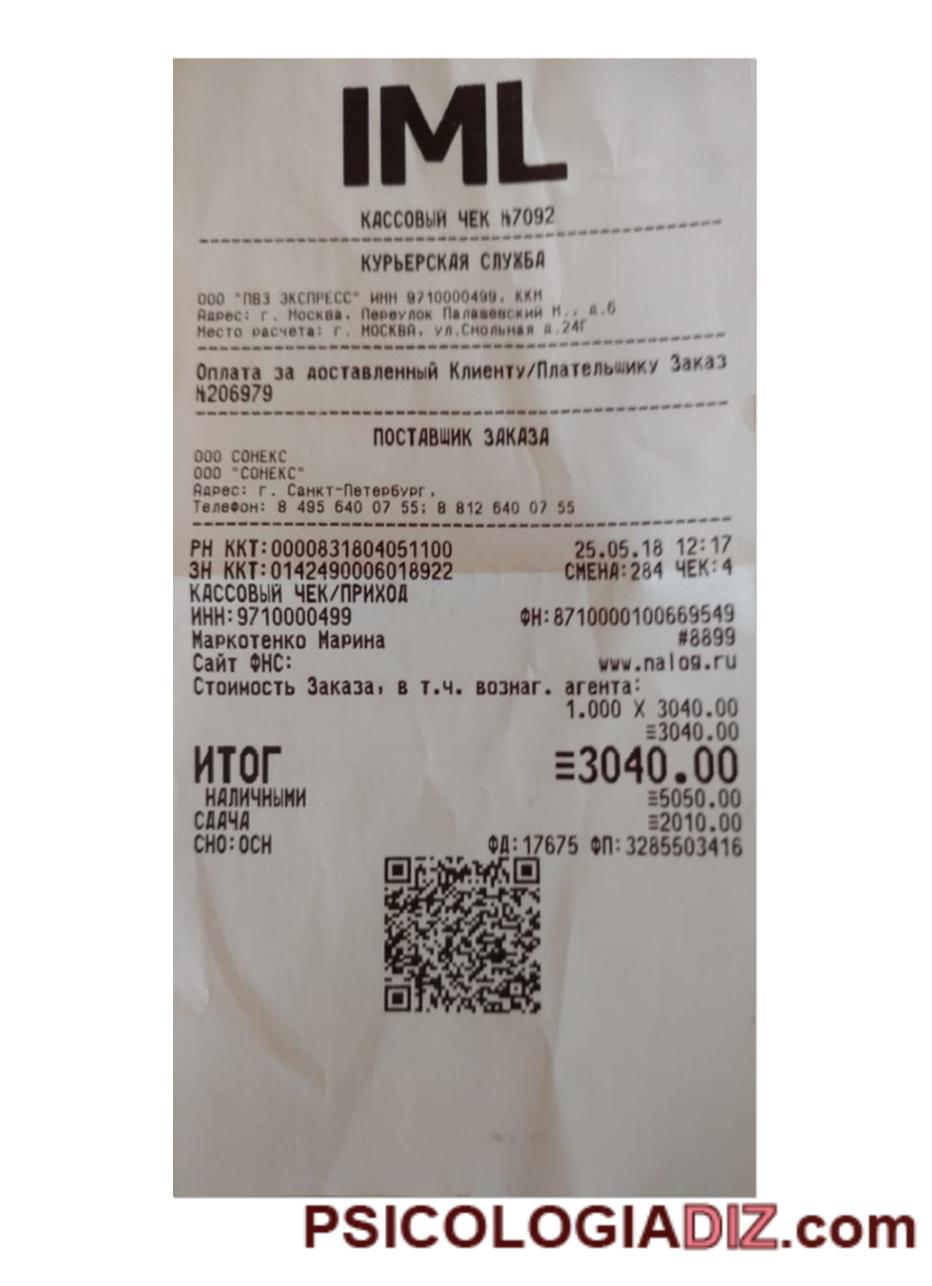 IML
КАССОВЫЙ ЧЕК №7092
КУРЬЕРСКАЯ СЛУЖБА
ООО "ПВЗ ЭКСПРЕСС" ИНН 9710000499, ККМ
Адрес: г. Москва, Переулок Палашевский М., д.6
Место расчета: г. МОСКВА, ул.Смольная д.24Г
Оплата за доставленный Клиенту/Плательщику Заказ
№206979
ПОСТАВЩИК ЗАКАЗА
ООО СОНЕКС
ООО "СОНЕКС"
Адрес: г. Санкт-Петербург,
Телефон: 8 495 640 07 55; 8 812 640 07 55
РН ККТ:0000831804051100 25.05.18 12:17
ЗН ККТ:0142490006018922 СМЕНА:284 ЧЕК:4
КАССОВЫЙ ЧЕК/ПРИХОД
ИНН:9710000499 ФН:8710000100669549
Маркотенко Марина #8899
Сайт ФНС: www.nalog.ru
Стоимость Заказа, в т.ч. вознаг. агента:
1.000 X 3040.00
≡3040.00
ИТОГ ≡3040.00
НАЛИЧНЫМИ ≡5050.00
СДАЧА ≡2010.00
СНО:ОСН ФД:17675 ФП:3285503416
PSICOLOGIADIZ.com